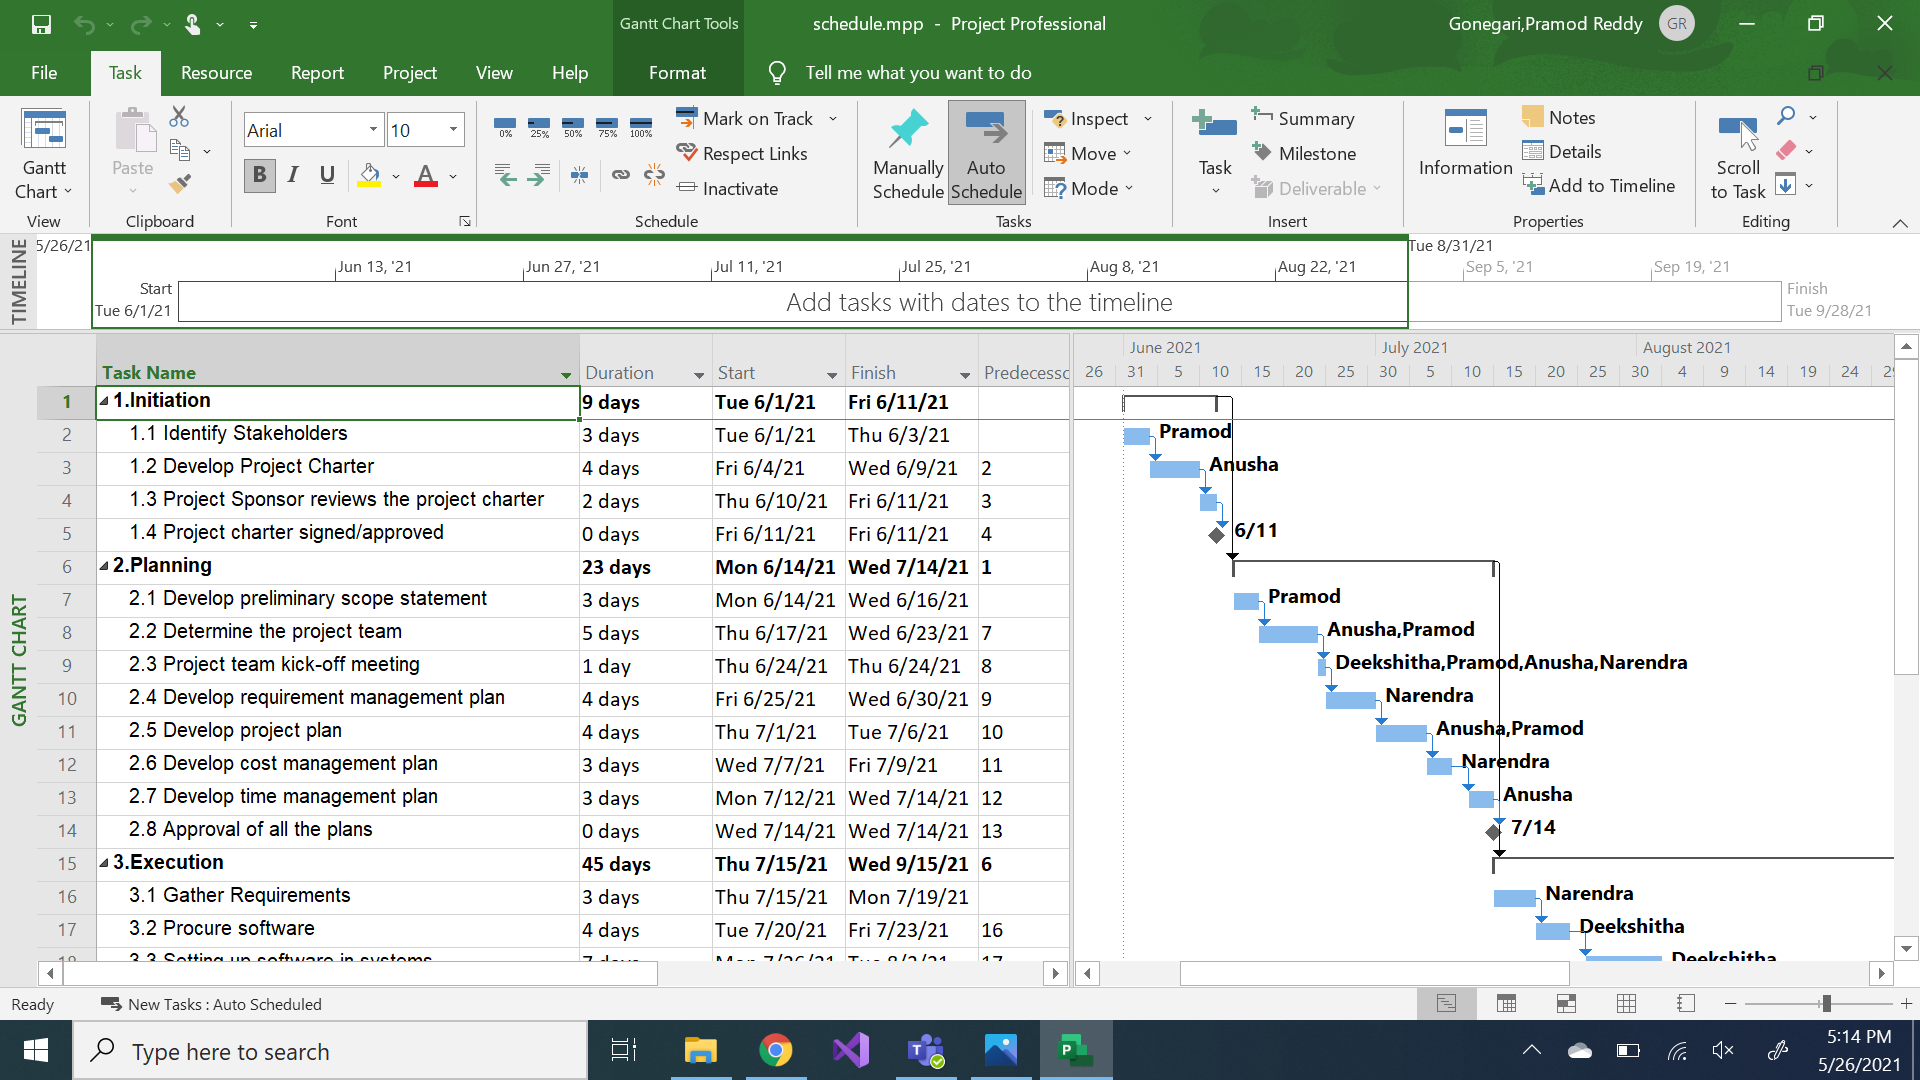 Gantt Chart Tools
schedule.mpp - Project Professional
Gonegari,Pramod Reddy GR
File Task Resource Report Project View Help Format Tell me what you want to do
Gantt Chart
View
Paste
Clipboard
Arial 10
B I U A
Font
0% 25% 50% 75% 100%
Mark on Track
Respect Links
Inactivate
Schedule
Manually Schedule
Auto Schedule
Inspect
Move
Mode
Tasks
Task
Summary
Milestone
Deliverable
Insert
Information
Notes
Details
Add to Timeline
Properties
Scroll to Task
Editing
TIMELINE
5/26/21 Tue 8/31/21
Jun 13, '21 Jun 27, '21 Jul 11, '21 Jul 25, '21 Aug 8, '21 Aug 22, '21 Sep 5, '21 Sep 19, '21
Start
Tue 6/1/21
Add tasks with dates to the timeline
Finish
Tue 9/28/21
GANTT CHART
June 2021 July 2021 August 2021
Task Name Duration Start Finish Predecesso 26 31 5 10 15 20 25 30 5 10 15 20 25 30 4 9 14 19 24
1 1.Initiation 9 days Tue 6/1/21 Fri 6/11/21
2 1.1 Identify Stakeholders 3 days Tue 6/1/21 Thu 6/3/21 Pramod
3 1.2 Develop Project Charter 4 days Fri 6/4/21 Wed 6/9/21 2 Anusha
4 1.3 Project Sponsor reviews the project charter 2 days Thu 6/10/21 Fri 6/11/21 3
5 1.4 Project charter signed/approved 0 days Fri 6/11/21 Fri 6/11/21 4 6/11
6 2.Planning 23 days Mon 6/14/21 Wed 7/14/21 1
7 2.1 Develop preliminary scope statement 3 days Mon 6/14/21 Wed 6/16/21 Pramod
8 2.2 Determine the project team 5 days Thu 6/17/21 Wed 6/23/21 7 Anusha,Pramod
9 2.3 Project team kick-off meeting 1 day Thu 6/24/21 Thu 6/24/21 8 Deekshitha,Pramod,Anusha,Narendra
10 2.4 Develop requirement management plan 4 days Fri 6/25/21 Wed 6/30/21 9 Narendra
11 2.5 Develop project plan 4 days Thu 7/1/21 Tue 7/6/21 10 Anusha,Pramod
12 2.6 Develop cost management plan 3 days Wed 7/7/21 Fri 7/9/21 11 Narendra
13 2.7 Develop time management plan 3 days Mon 7/12/21 Wed 7/14/21 12 Anusha
14 2.8 Approval of all the plans 0 days Wed 7/14/21 Wed 7/14/21 13 7/14
15 3.Execution 45 days Thu 7/15/21 Wed 9/15/21 6
16 3.1 Gather Requirements 3 days Thu 7/15/21 Mon 7/19/21 Narendra
17 3.2 Procure software 4 days Tue 7/20/21 Fri 7/23/21 16 Deekshitha
18 3.3 Setting up software in systems 7 days Mon 7/26/21 Tue 8/3/21 17 Deekshitha
Ready New Tasks : Auto Scheduled
Type here to search
5:14 PM
5/26/2021